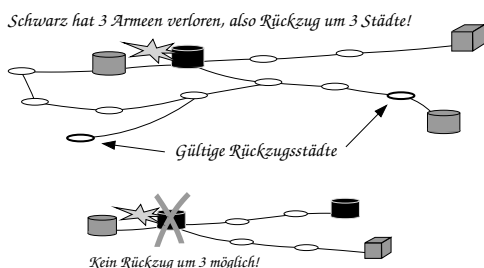 Schwarz hat 3 Armeen verloren, also Rückzug um 3 Städte!
Gültige Rückzugsstädte
Kein Rückzug um 3 möglich!